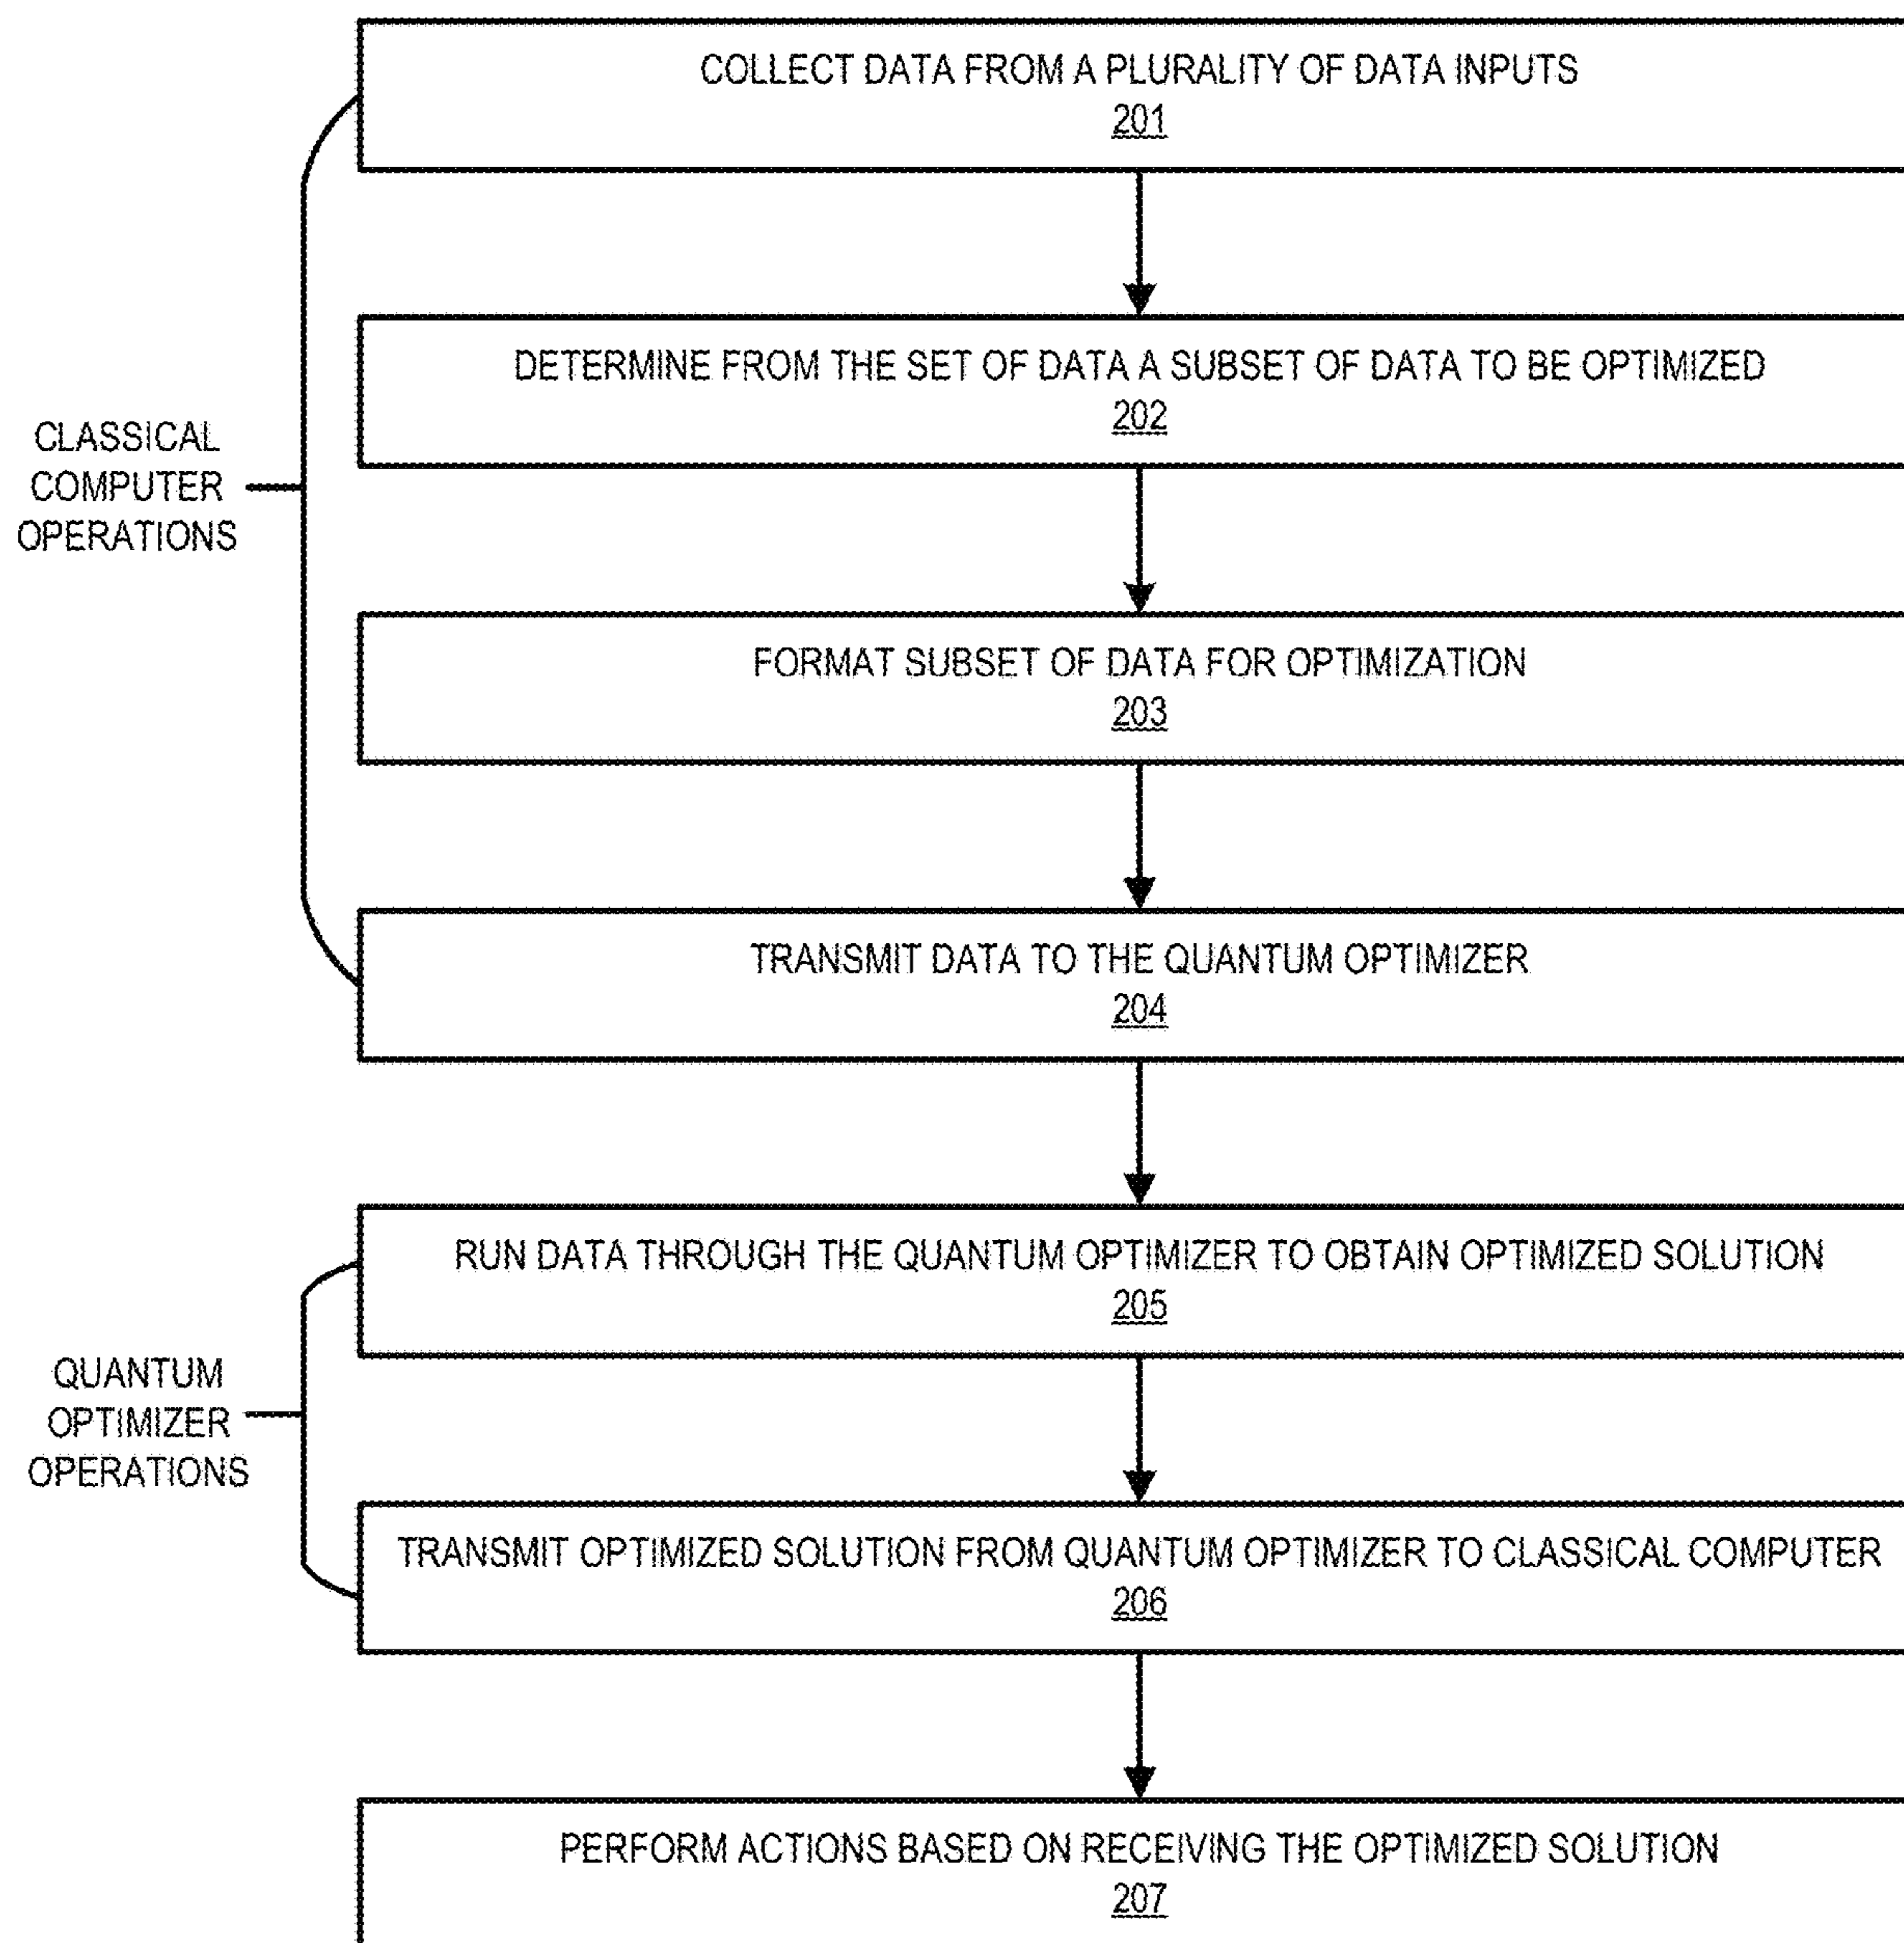 COLLECT DATA FROM A PLURALITY OF DATA INPUTS
201
DETERMINE FROM THE SET OF DATA A SUBSET OF DATA TO BE OPTIMIZED
202
CLASSICAL
COMPUTER
OPERATIONS
FORMAT SUBSET OF DATA FOR OPTIMIZATION
203
TRANSMIT DATA TO THE QUANTUM OPTIMIZER
204
RUN DATA THROUGH THE QUANTUM OPTIMIZER TO OBTAIN OPTIMIZED SOLUTION
205
QUANTUM
OPTIMIZER
OPERATIONS
TRANSMIT OPTIMIZED SOLUTION FROM QUANTUM OPTIMIZER TO CLASSICAL COMPUTER
206
PERFORM ACTIONS BASED ON RECEIVING THE OPTIMIZED SOLUTION
207